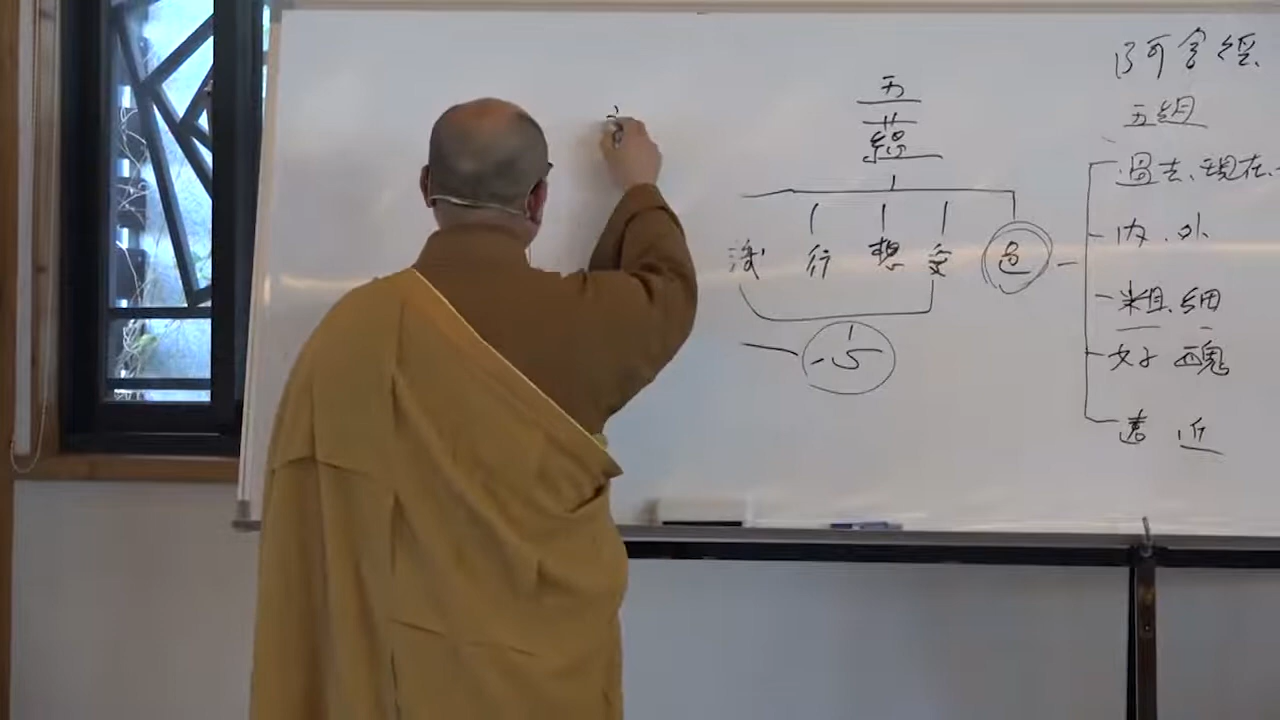 阿含經
五組
過去、現在、
內、外
粗、細
好 醜
遠 近
五
蘊
識 行 想 受 色
心